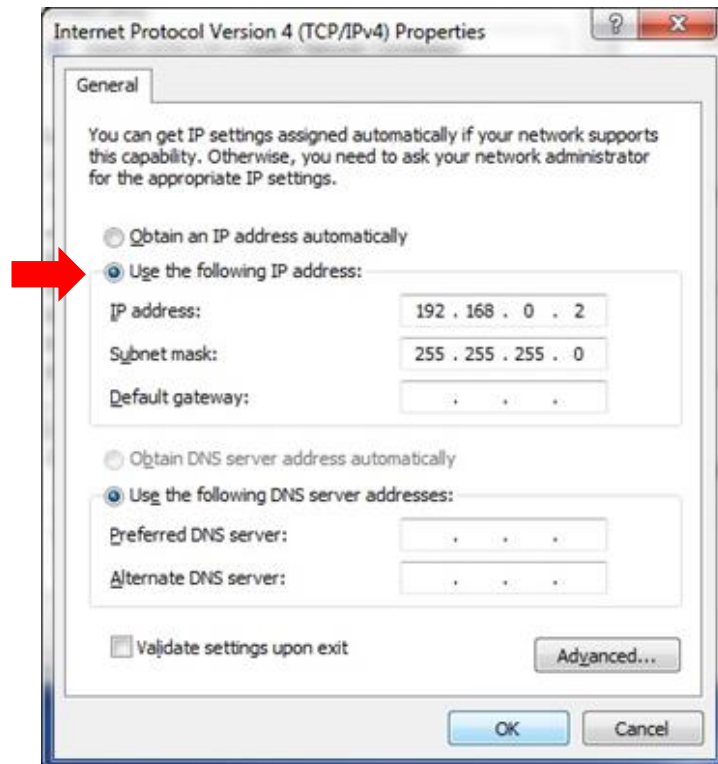 Internet Protocol Version 4 (TCP/IPv4) Properties
General
You can get IP settings assigned automatically if your network supports
this capability. Otherwise, you need to ask your network administrator
for the appropriate IP settings.
Obtain an IP address automatically
Use the following IP address:
IP address: 192 . 168 . 0 . 2
Subnet mask: 255 . 255 . 255 . 0
Default gateway: . . .
Obtain DNS server address automatically
Use the following DNS server addresses:
Preferred DNS server: . . .
Alternate DNS server: . . .
Validate settings upon exit
Advanced...
OK Cancel